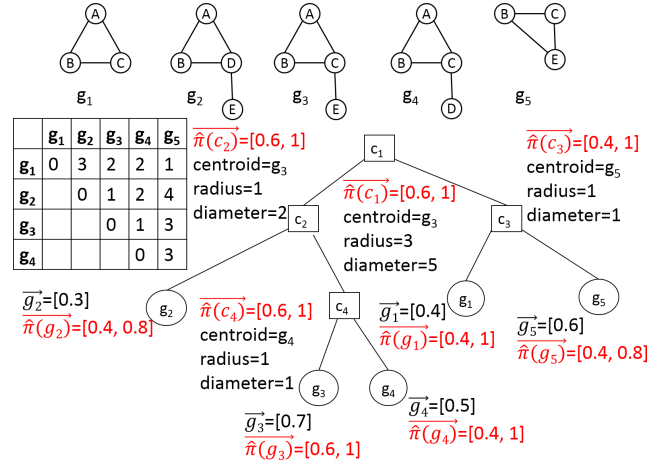 A
B C
g₁
A
B D
E
g₂
A
B C
E
g₃
A
B C
D
g₄
B C
E
g₅
g₁ g₂ g₃ g₄ g₅
g₁ 0 3 2 2 1
g₂ 0 1 2 4
g₃ 0 1 3
g₄ 0 3
π̂(c₂)=[0.6, 1]
centroid=g₃
radius=1
diameter=2
c₁
π̂(c₁)=[0.6, 1]
centroid=g₃
radius=3
diameter=5
π̂(c₃)=[0.4, 1]
centroid=g₅
radius=1
diameter=1
c₂
c₃
g₂=[0.3]
π̂(g₂)=[0.4, 0.8]
g₂
π̂(c₄)=[0.6, 1]
centroid=g₄
radius=1
diameter=1
c₄
g₁=[0.4]
π̂(g₁)=[0.4, 1]
g₁
g₅
g₅=[0.6]
π̂(g₅)=[0.4, 0.8]
g₃
g₄
g₃=[0.7]
π̂(g₃)=[0.6, 1]
g₄=[0.5]
π̂(g₄)=[0.4, 1]